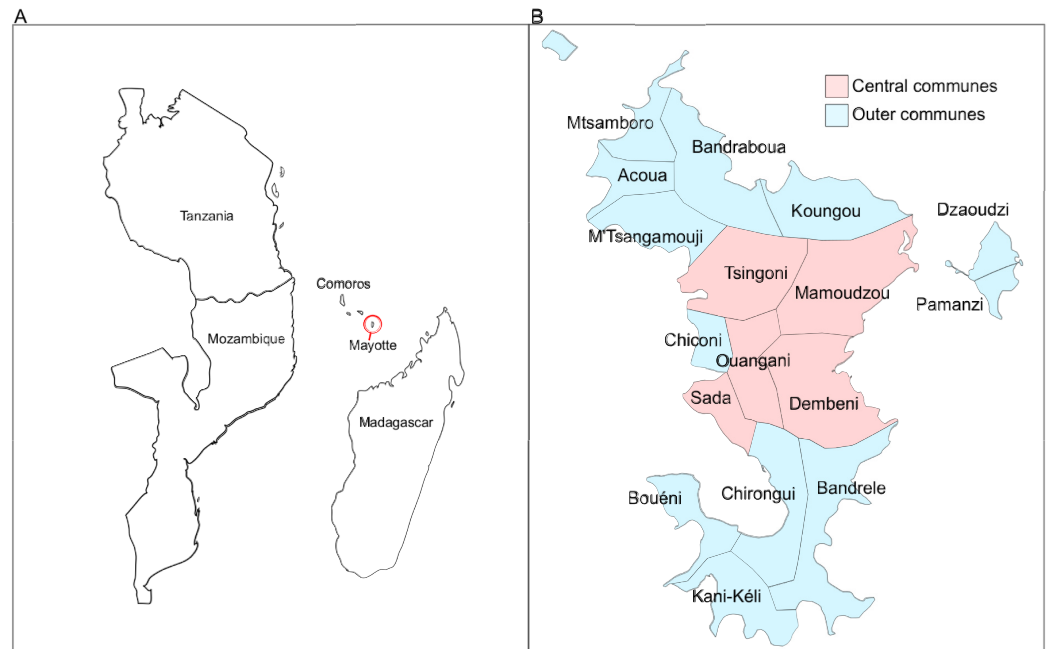 A
Tanzania
Comoros
Mozambique
Mayotte
Madagascar
B
Central communes
Outer communes
Mtsamboro
Bandraboua
Acoua
Koungou
Dzaoudzi
M'Tsangamouji
Tsingoni
Mamoudzou
Pamanzi
Chiconi
Ouangani
Sada
Dembeni
Bouéni
Chirongui
Bandrele
Kani-Kéli